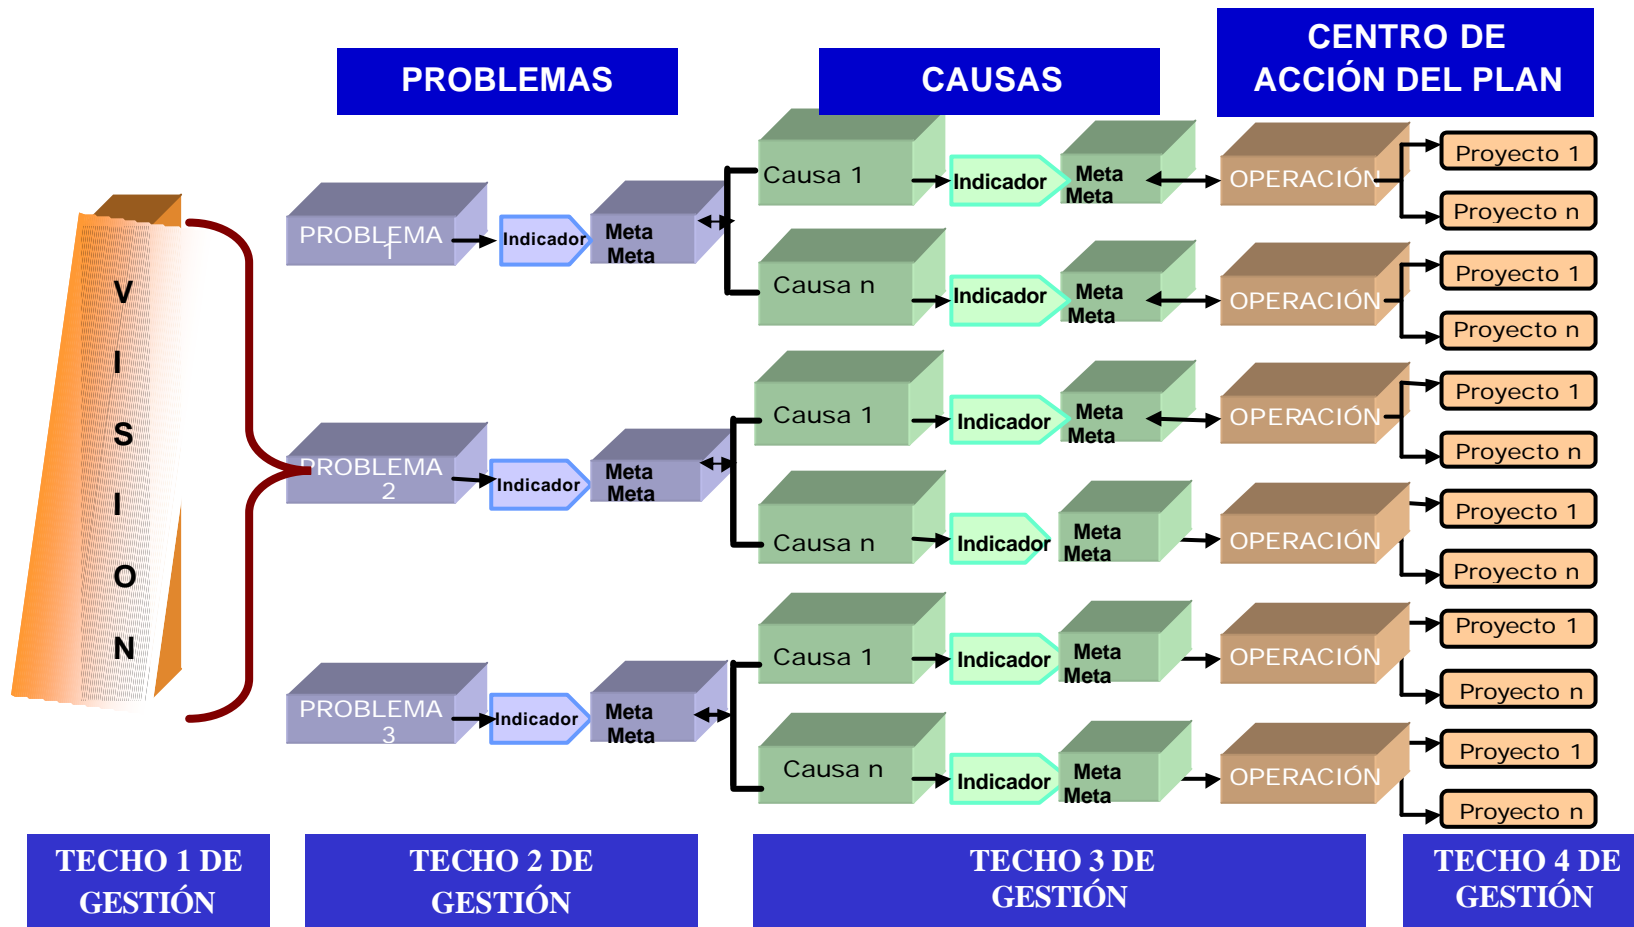 PROBLEMAS
CAUSAS
CENTRO DE
ACCIÓN DEL PLAN
V
I
S
I
O
N
PROBLEMA
1
Indicador
Meta
Meta
Causa 1
Indicador
Meta
Meta
OPERACIÓN
Proyecto 1
Proyecto n
Causa n
Indicador
Meta
Meta
OPERACIÓN
Proyecto 1
Proyecto n
PROBLEMA
2
Indicador
Meta
Meta
Causa 1
Indicador
Meta
Meta
OPERACIÓN
Proyecto 1
Proyecto n
Causa n
Indicador
Meta
Meta
OPERACIÓN
Proyecto 1
Proyecto n
PROBLEMA
3
Indicador
Meta
Meta
Causa 1
Indicador
Meta
Meta
OPERACIÓN
Proyecto 1
Proyecto n
Causa n
Indicador
Meta
Meta
OPERACIÓN
Proyecto 1
Proyecto n
TECHO 1 DE
GESTIÓN
TECHO 2 DE
GESTIÓN
TECHO 3 DE
GESTIÓN
TECHO 4 DE
GESTIÓN